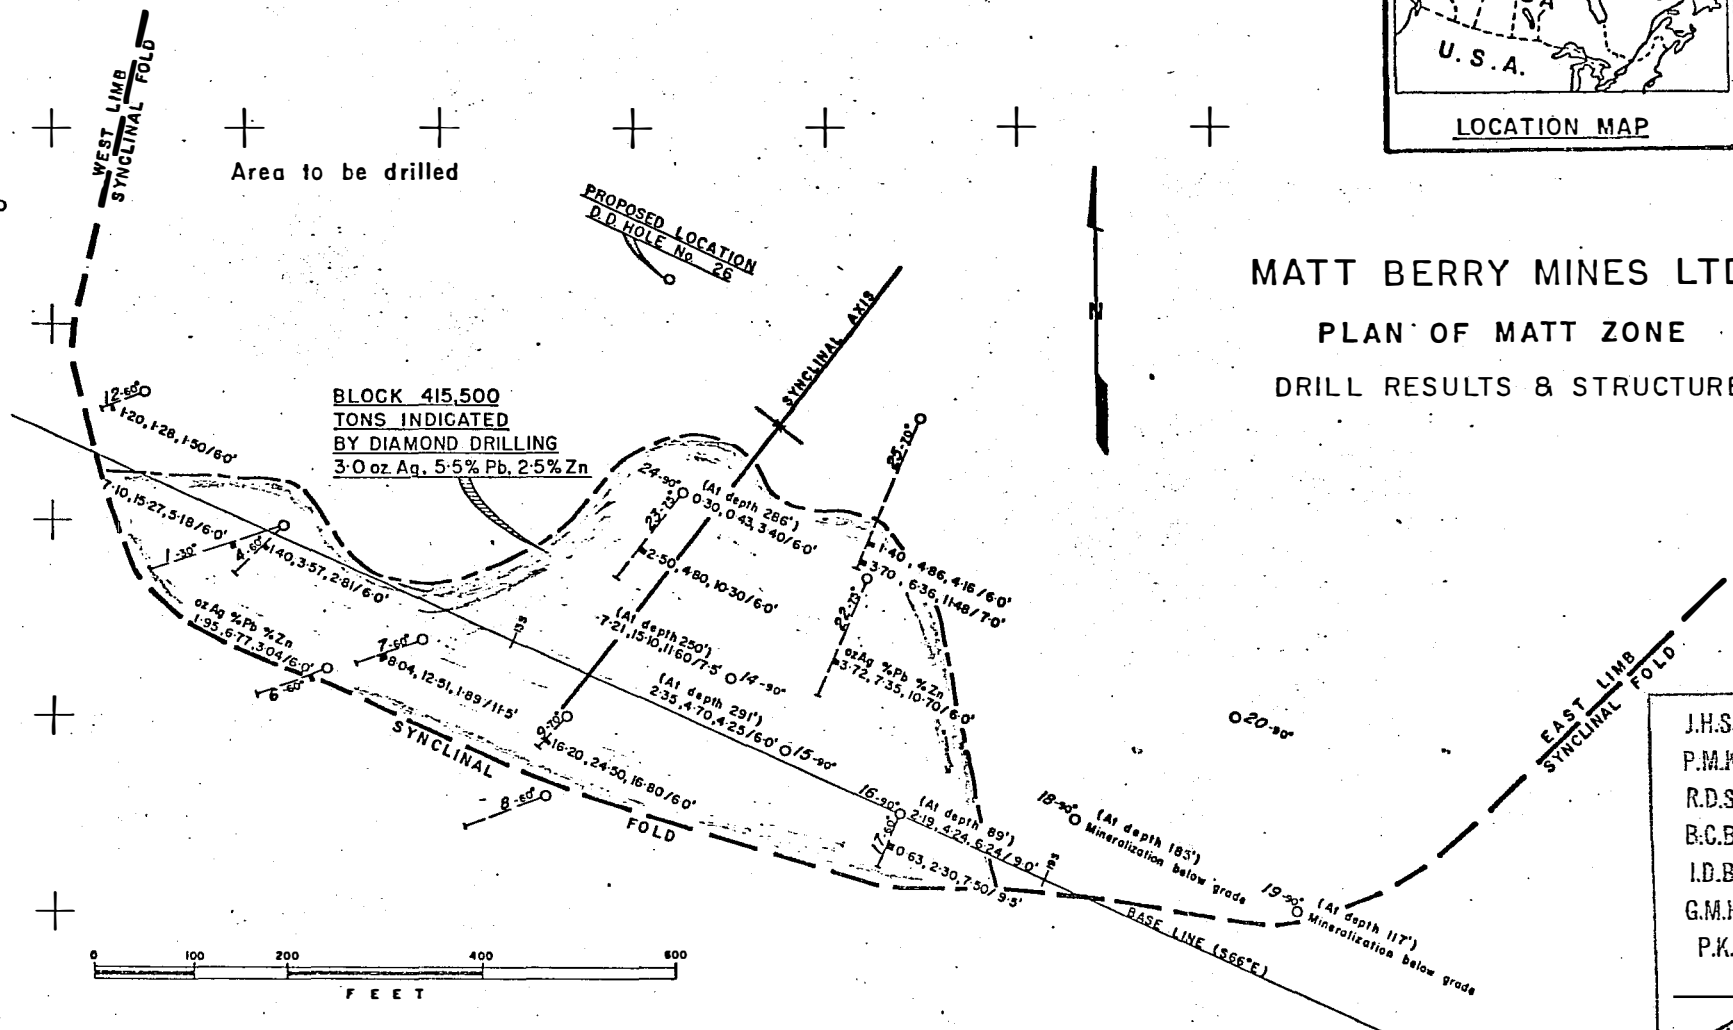 U.S.A.
LOCATION MAP
WEST LIMB
SYNCLINAL FOLD
Area to be drilled
PROPOSED LOCATION
D.D. HOLE No. 26
N
MATT BERRY MINES LTD
PLAN OF MATT ZONE
DRILL RESULTS & STRUCTURE
SYNCLINAL AXIS
BLOCK 415,500
TONS INDICATED
BY DIAMOND DRILLING
3·0 oz Ag, 5·5% Pb, 2·5% Zn
12-60°
1·20, 1·28, 1·50/6·0'
7·10, 15·27, 5·18/6·0'
1-30°
4-60°
1·40, 3·57, 2·81/6·0'
oz Ag %Pb %Zn
1·95, 6·77, 3·04/6·0'
6-60°
7-60°
8·04, 12·51, 1·89/11·5'
13S
24-90°
(At depth 286')
0·30, 0·43, 3·40/6·0'
23-73°
2·50, 4·80, 10·30/6·0'
(At depth 250')
7·21, 15·10, 11·60/7·5'
14-90°
(At depth 291')
2·35, 4·70, 4·25/6·0'
15-90°
9-70°
16·20, 24·50, 16·80/6·0'
8-60°
SYNCLINAL
FOLD
25-70°
1·40, 4·86, 4·16/6·0'
3·70, 6·36, 11·48/7·0'
22-73°
oz Ag %Pb %Zn
3·72, 7·35, 10·70/6·0'
16-90°
(At depth 89')
2·19, 4·24, 6·24/9·0'
17-60°
0·63, 2·30, 7·50/9·5'
19S
18-90°
(At depth 183')
Mineralization below grade
20-90°
19-90°
(At depth 117')
Mineralization below grade
EAST LIMB
SYNCLINAL FOLD
BASE LINE (S66°E)
0 100 200 400 600
FEET
J.H.S.
P.M.K
R.D.S
B.C.B
I.D.B
G.M.H
P.K.